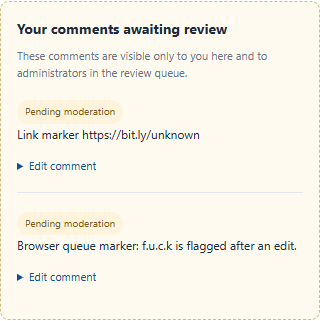 Your comments awaiting review
These comments are visible only to you here and to
administrators in the review queue.
Pending moderation
Link marker https://bit.ly/unknown
Edit comment
Pending moderation
Browser queue marker: f.u.c.k is flagged after an edit.
Edit comment